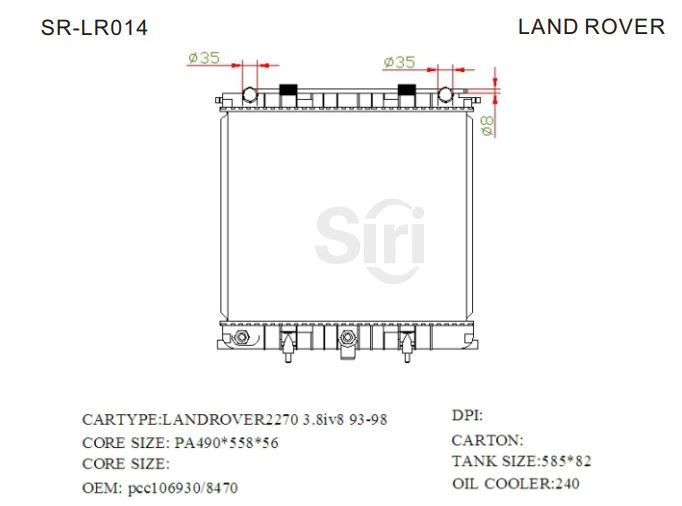 SR-LR014
LAND ROVER
ø35
ø35
ø8
Siri
CARTYPE:LANDROVER2270 3.8iv8 93-98
CORE SIZE: PA490*558*56
CORE SIZE:
OEM: pcc106930/8470
DPI:
CARTON:
TANK SIZE:585*82
OIL COOLER:240